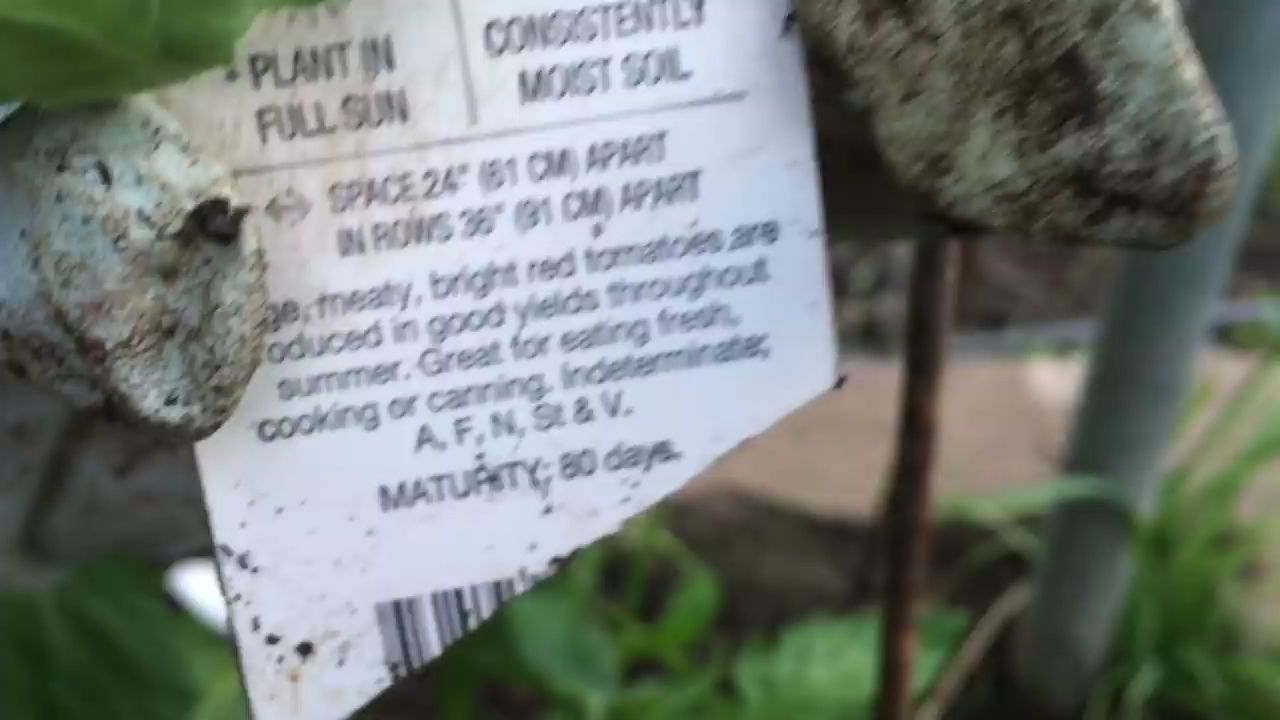 • PLANT IN
FULL SUN
CONSISTENTLY
MOIST SOIL
SPACE 24" (61 CM) APART
IN ROWS 36" (91 CM) APART
ge, meaty, bright red tomatoes are
oduced in good yields throughout
summer. Great for eating fresh,
cooking or canning. Indeterminate;
A, F, N, St & V.
MATURITY: 80 days.